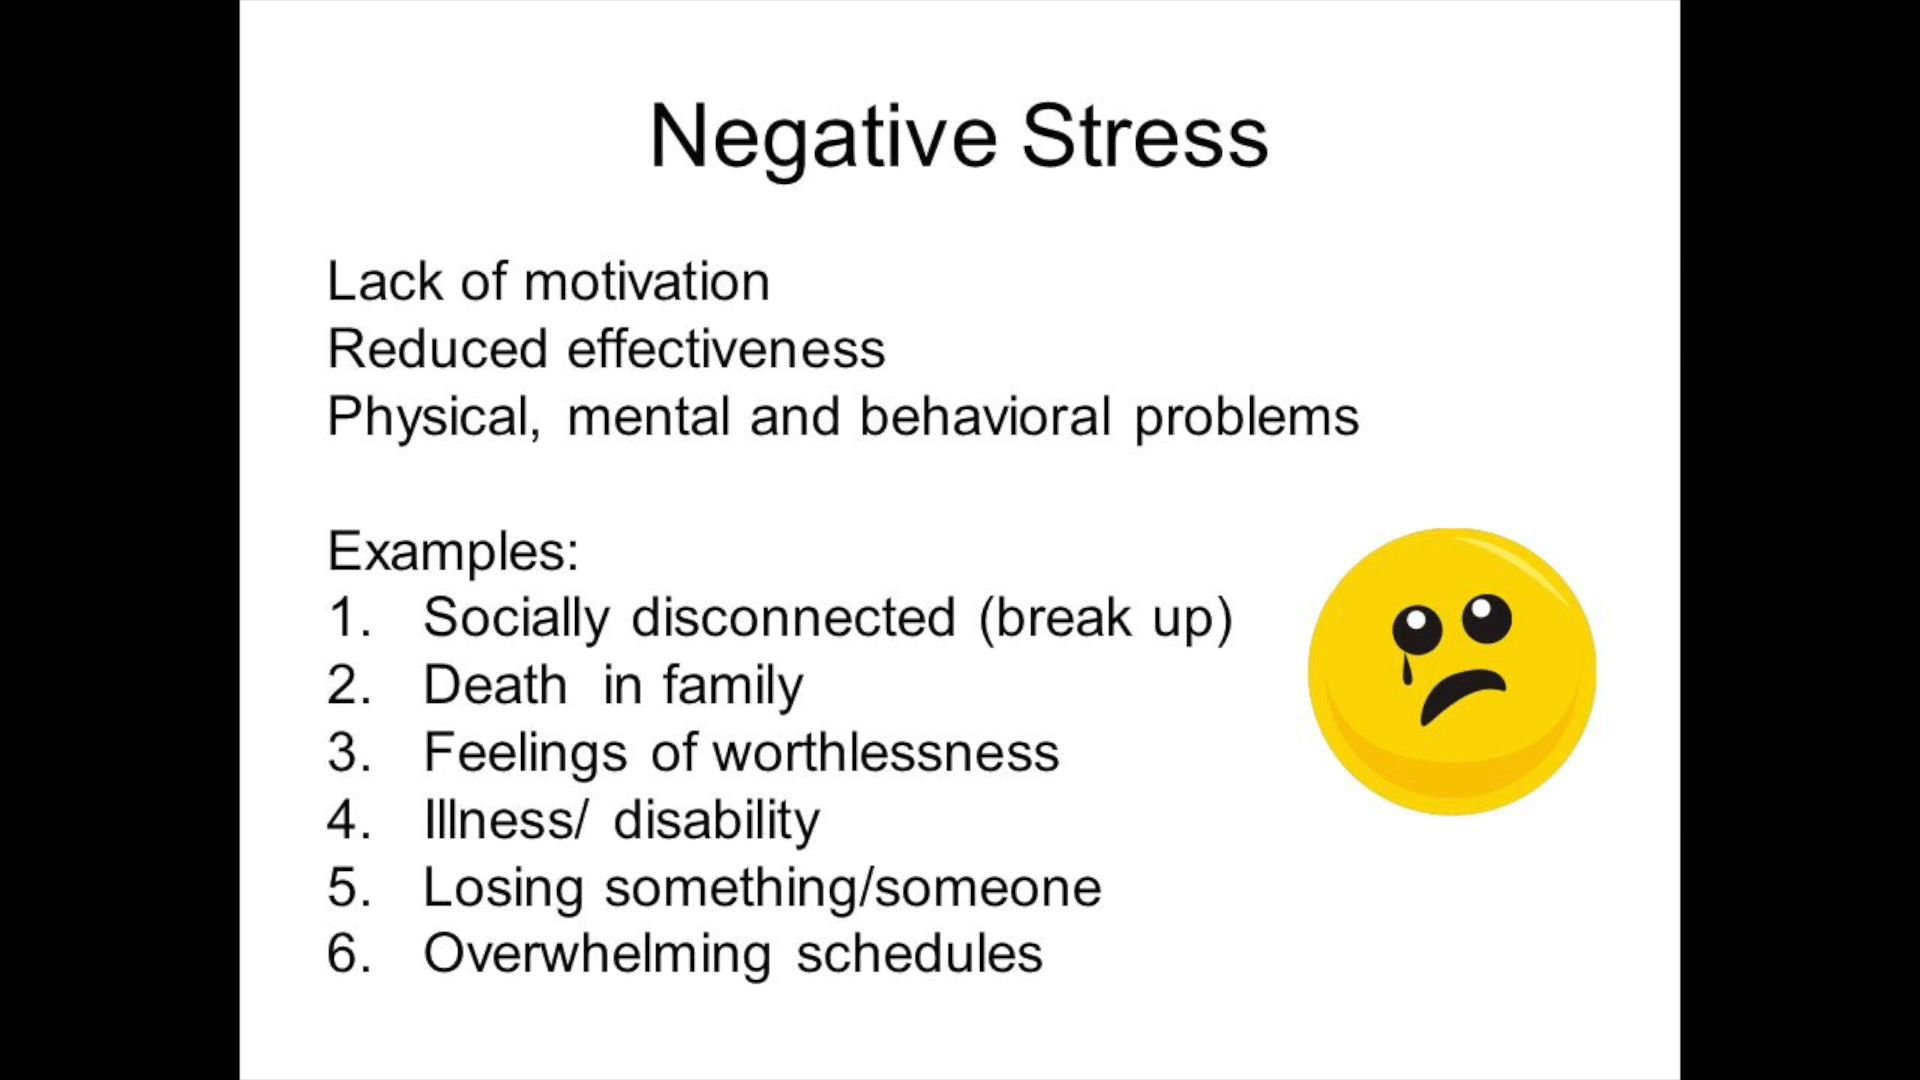 Negative Stress
Lack of motivation
Reduced effectiveness
Physical, mental and behavioral problems
Examples:
1. Socially disconnected (break up)
2. Death in family
3. Feelings of worthlessness
4. Illness/ disability
5. Losing something/someone
6. Overwhelming schedules